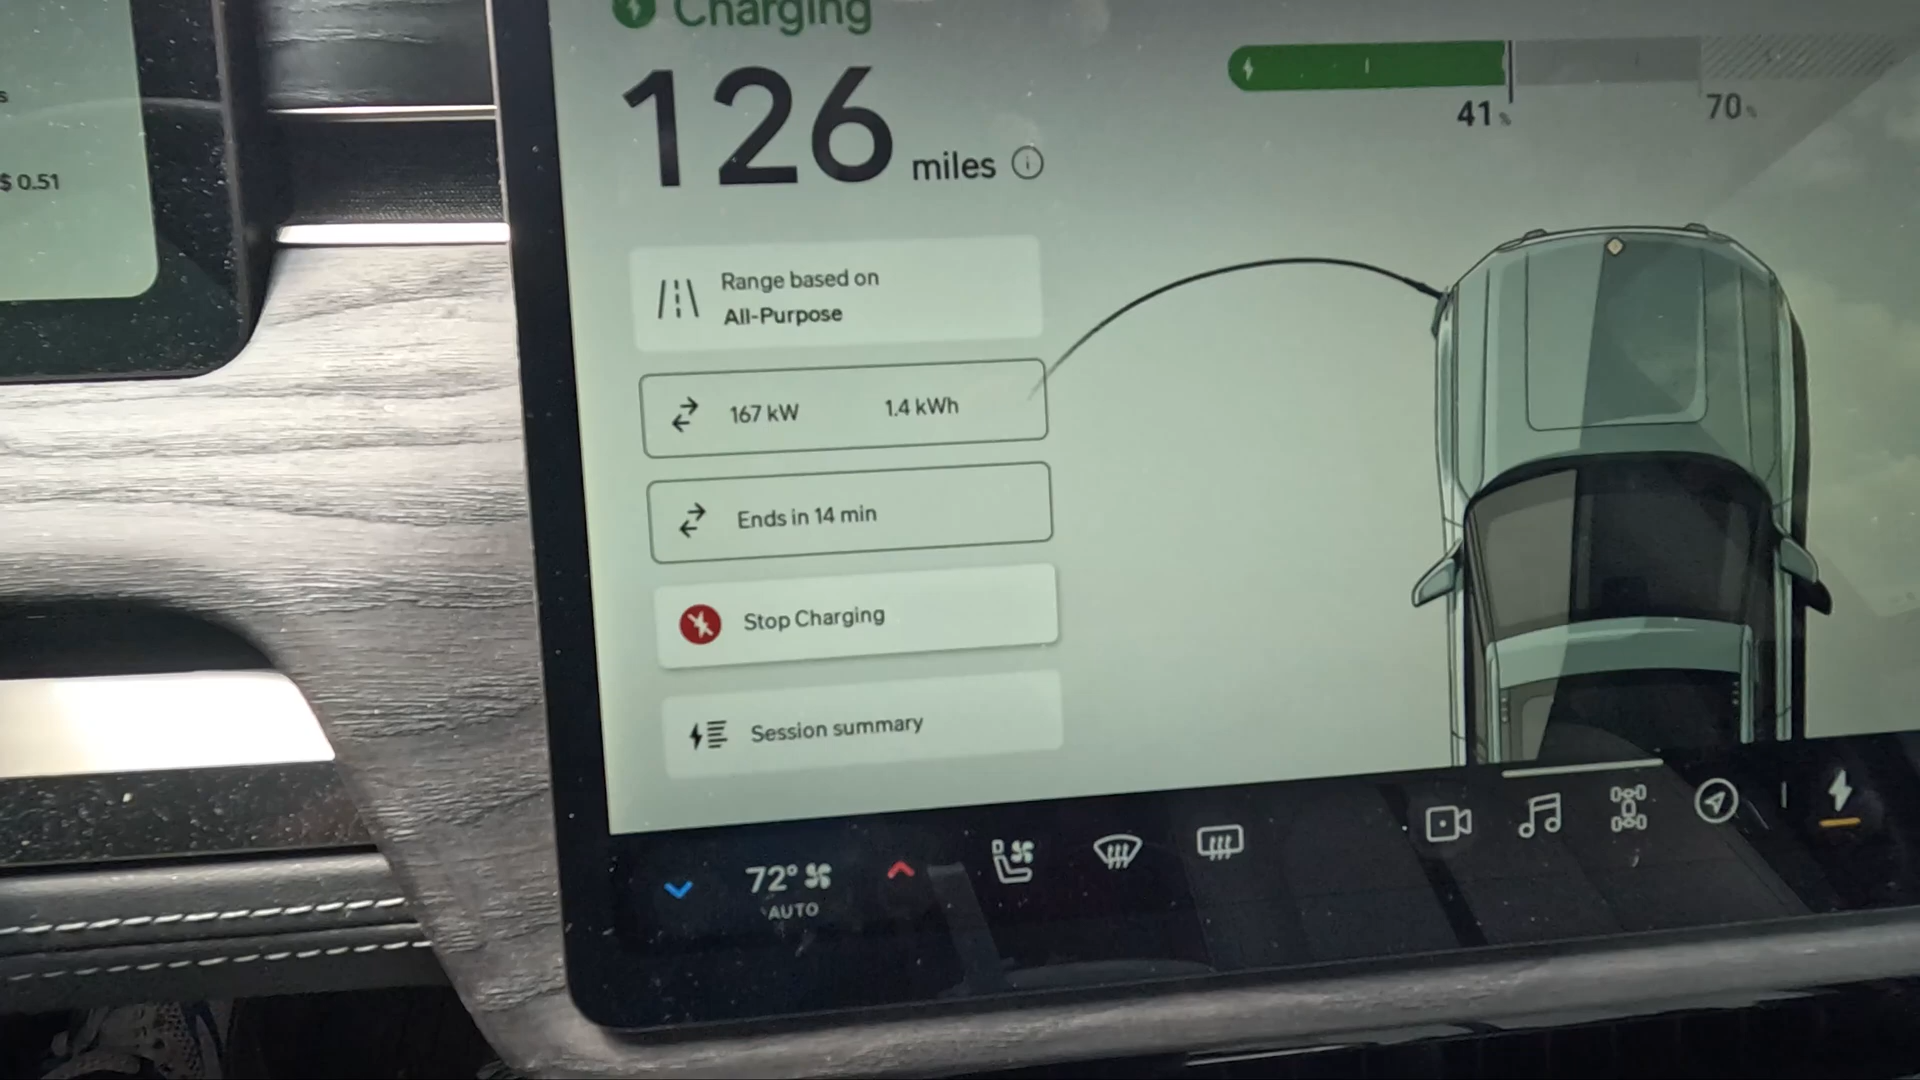 s
$ 0.51
Charging
126 miles
41%
70%
Range based on
All-Purpose
167 kW 1.4 kWh
Ends in 14 min
Stop Charging
Session summary
72°
AUTO